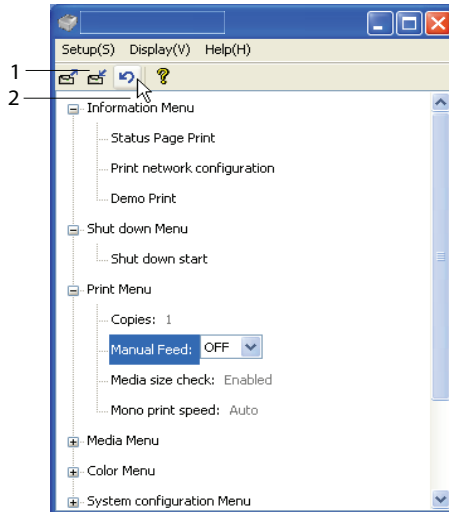 Setup(S) Display(V) Help(H)
1
2
Information Menu
Status Page Print
Print network configuration
Demo Print
Shut down Menu
Shut down start
Print Menu
Copies: 1
Manual Feed: OFF
Media size check: Enabled
Mono print speed: Auto
Media Menu
Color Menu
System configuration Menu